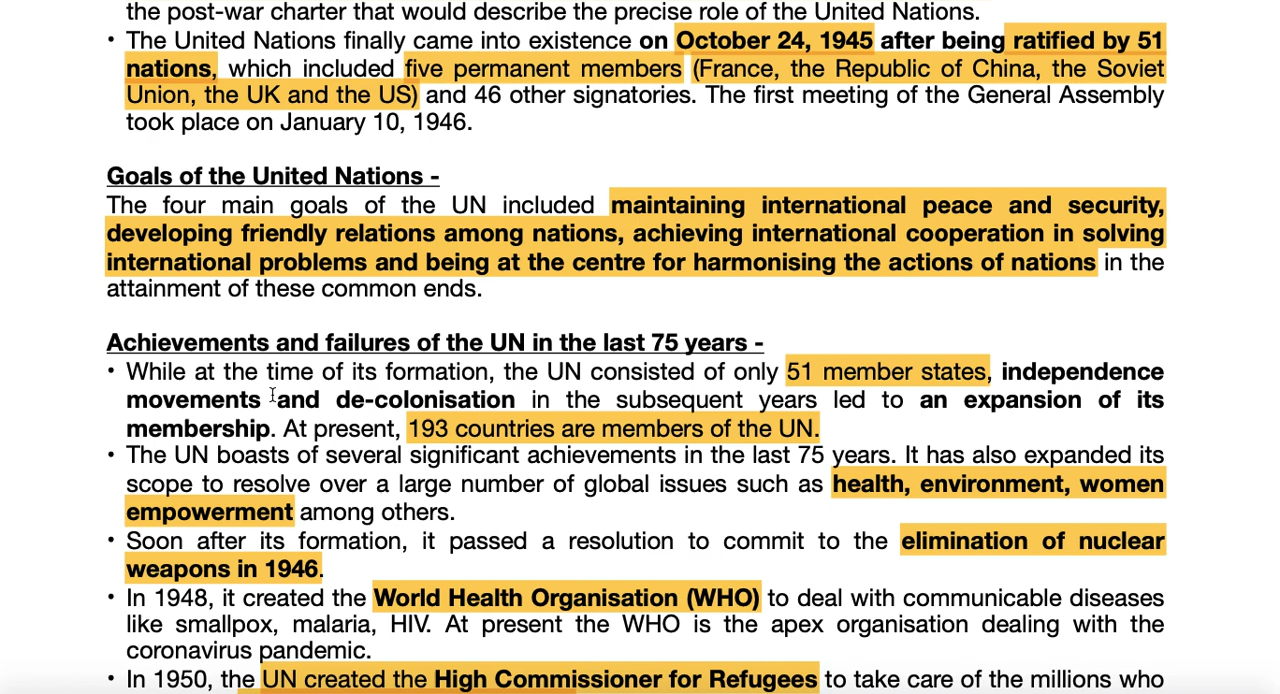 the post-war charter that would describe the precise role of the United Nations.
• The United Nations finally came into existence on October 24, 1945 after being ratified by 51
nations, which included five permanent members (France, the Republic of China, the Soviet
Union, the UK and the US) and 46 other signatories. The first meeting of the General Assembly
took place on January 10, 1946.
Goals of the United Nations -
The four main goals of the UN included maintaining international peace and security,
developing friendly relations among nations, achieving international cooperation in solving
international problems and being at the centre for harmonising the actions of nations in the
attainment of these common ends.
Achievements and failures of the UN in the last 75 years -
• While at the time of its formation, the UN consisted of only 51 member states, independence
movements and de-colonisation in the subsequent years led to an expansion of its
membership. At present, 193 countries are members of the UN.
• The UN boasts of several significant achievements in the last 75 years. It has also expanded its
scope to resolve over a large number of global issues such as health, environment, women
empowerment among others.
• Soon after its formation, it passed a resolution to commit to the elimination of nuclear
weapons in 1946.
• In 1948, it created the World Health Organisation (WHO) to deal with communicable diseases
like smallpox, malaria, HIV. At present the WHO is the apex organisation dealing with the
coronavirus pandemic.
• In 1950, the UN created the High Commissioner for Refugees to take care of the millions who